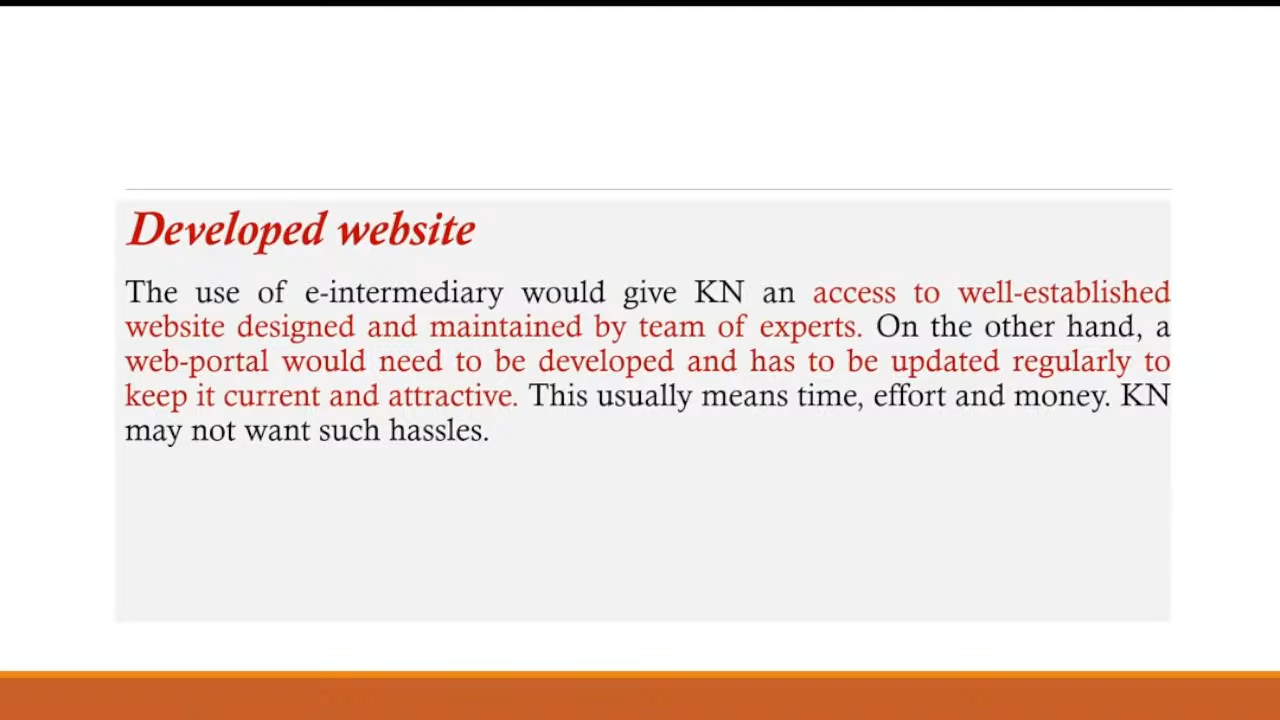 Developed website
The use of e-intermediary would give KN an access to well-established
website designed and maintained by team of experts. On the other hand, a
web-portal would need to be developed and has to be updated regularly to
keep it current and attractive. This usually means time, effort and money. KN
may not want such hassles.